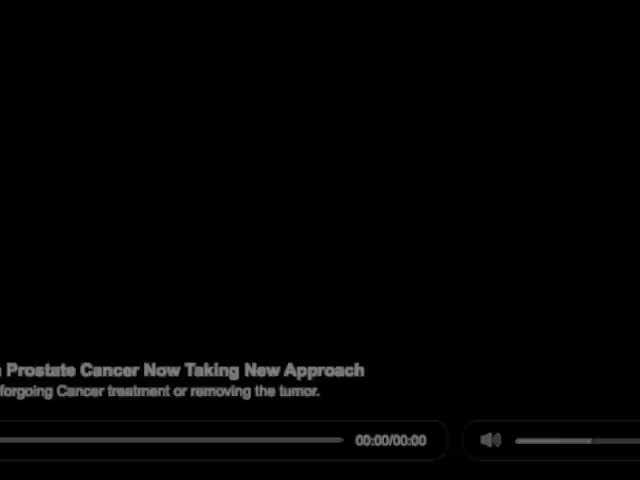 Prostate Cancer Now Taking New Approach
forgoing Cancer treatment or removing the tumor.
00:00/00:00